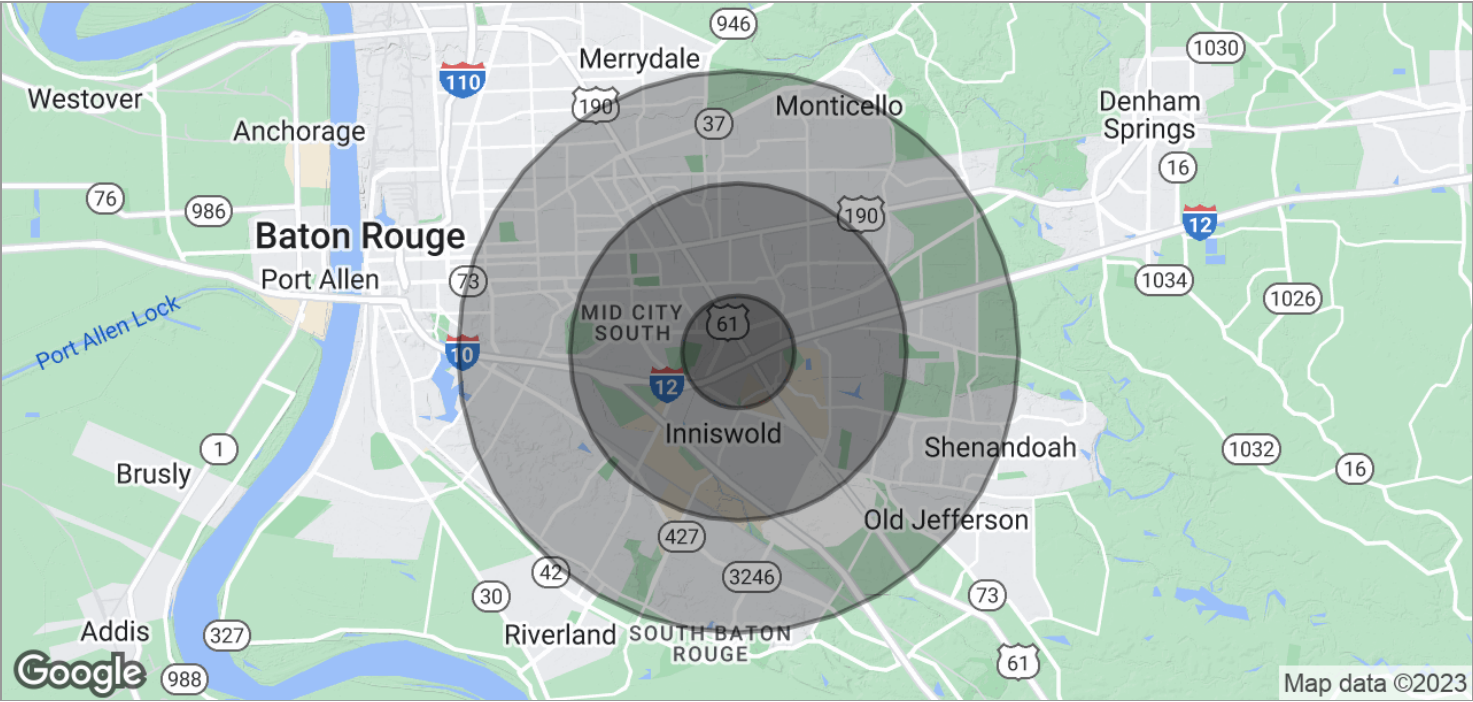 946
1030
Merrydale
110
190
Westover
Monticello
Denham
Springs
Anchorage
37
16
76
986
190
12
Baton Rouge
Port Allen
73
1034
1026
Port Allen Lock
MID CITY
SOUTH
61
10
12
Inniswold
Shenandoah
1
1032
Brusly
16
Old Jefferson
427
42
3246
30
73
Addis
327
Riverland
SOUTH BATON
ROUGE
61
Google
988
Map data ©2023